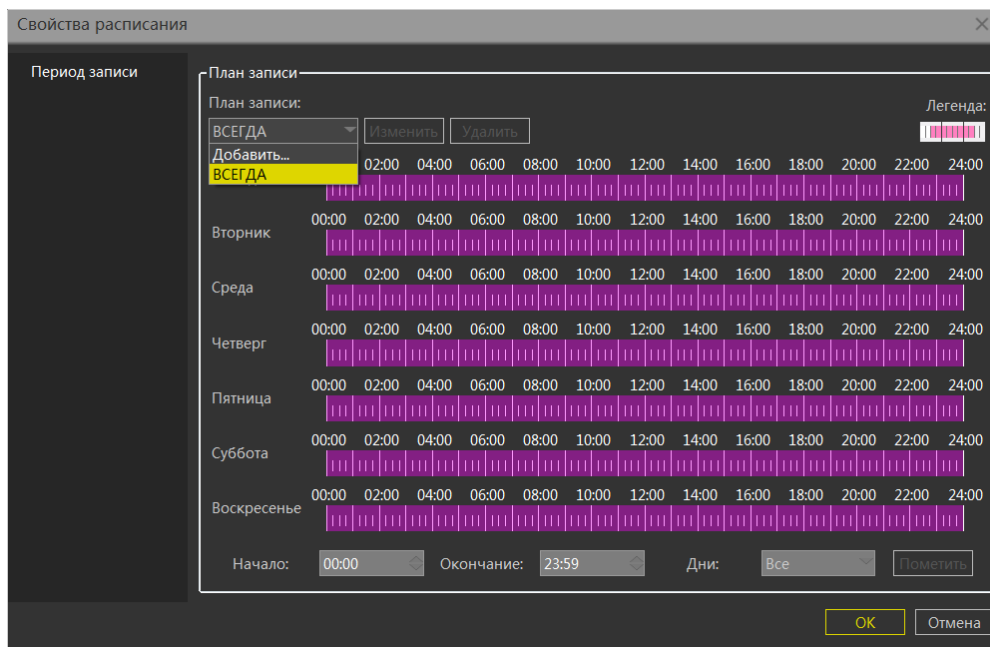 Свойства расписания
Период записи
План записи
План записи:
Легенда:
ВСЕГДА Изменить Удалить
Добавить...
ВСЕГДА
02:00 04:00 06:00 08:00 10:00 12:00 14:00 16:00 18:00 20:00 22:00 24:00
00:00 02:00 04:00 06:00 08:00 10:00 12:00 14:00 16:00 18:00 20:00 22:00 24:00
Вторник
00:00 02:00 04:00 06:00 08:00 10:00 12:00 14:00 16:00 18:00 20:00 22:00 24:00
Среда
00:00 02:00 04:00 06:00 08:00 10:00 12:00 14:00 16:00 18:00 20:00 22:00 24:00
Четверг
00:00 02:00 04:00 06:00 08:00 10:00 12:00 14:00 16:00 18:00 20:00 22:00 24:00
Пятница
00:00 02:00 04:00 06:00 08:00 10:00 12:00 14:00 16:00 18:00 20:00 22:00 24:00
Суббота
00:00 02:00 04:00 06:00 08:00 10:00 12:00 14:00 16:00 18:00 20:00 22:00 24:00
Воскресенье
Начало: 00:00 Окончание: 23:59 Дни: Все Пометить
OK Отмена